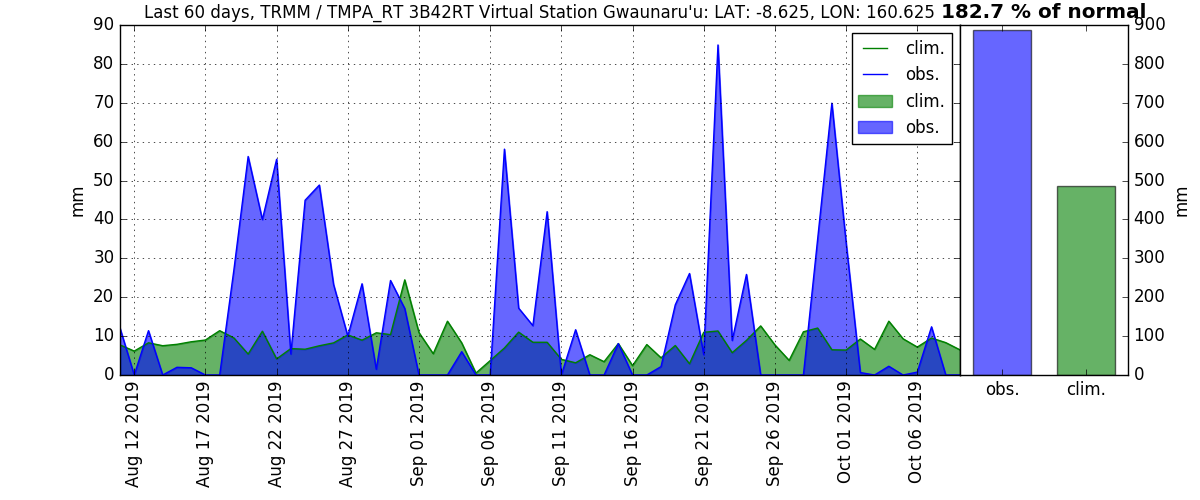 Last 60 days, TRMM / TMPA_RT 3B42RT Virtual Station Gwaunaru'u: LAT: -8.625, LON: 160.625 182.7 % of normal
90
80
70
60
50
40
30
20
10
0
mm
clim.
obs.
clim.
obs.
900
800
700
600
500
400
300
200
100
0
mm
Aug 12 2019
Aug 17 2019
Aug 22 2019
Aug 27 2019
Sep 01 2019
Sep 06 2019
Sep 11 2019
Sep 16 2019
Sep 21 2019
Sep 26 2019
Oct 01 2019
Oct 06 2019
obs. clim.